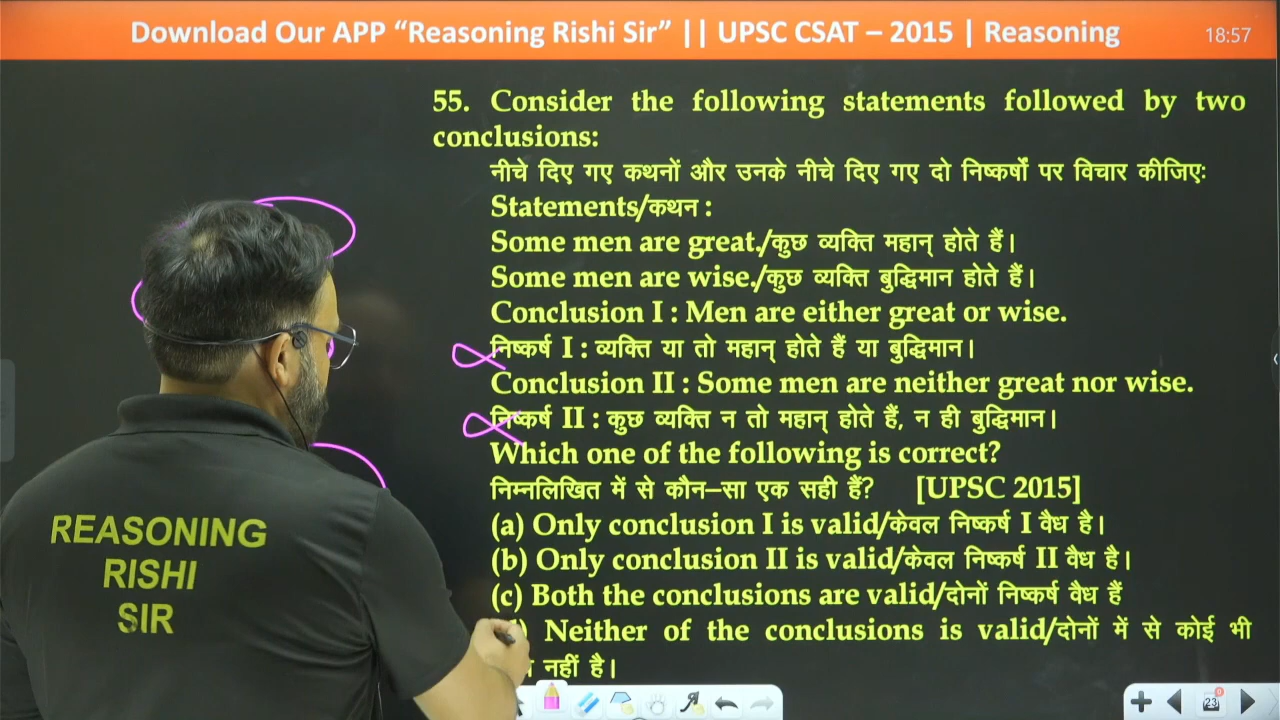 Download Our APP “Reasoning Rishi Sir” || UPSC CSAT – 2015 | Reasoning
18:57
55. Consider the following statements followed by two
conclusions:
नीचे दिए गए कथनों और उनके नीचे दिए गए दो निष्कर्षों पर विचार कीजिएः
Statements/कथन :
Some men are great./कुछ व्यक्ति महान् होते हैं।
Some men are wise./कुछ व्यक्ति बुद्धिमान होते हैं।
Conclusion I : Men are either great or wise.
निष्कर्ष I : व्यक्ति या तो महान् होते हैं या बुद्धिमान।
Conclusion II : Some men are neither great nor wise.
निष्कर्ष II : कुछ व्यक्ति न तो महान् होते हैं, न ही बुद्धिमान।
Which one of the following is correct?
निम्नलिखित में से कौन–सा एक सही हैं? [UPSC 2015]
(a) Only conclusion I is valid/केवल निष्कर्ष I वैध है।
(b) Only conclusion II is valid/केवल निष्कर्ष II वैध है।
(c) Both the conclusions are valid/दोनों निष्कर्ष वैध हैं
) Neither of the conclusions is valid/दोनों में से कोई भी
नहीं है।
REASONING
RISHI
SIR
23